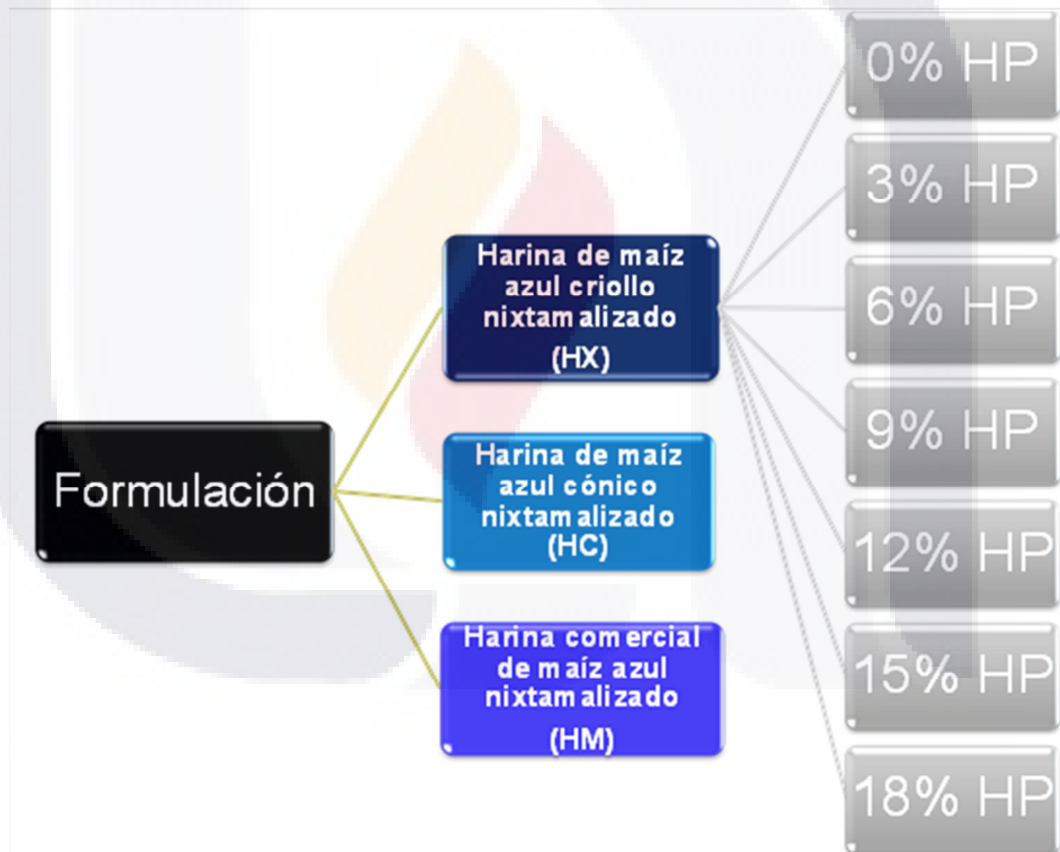 Formulación
Harina de maíz
azul criollo
nixtamalizado
(HX)
Harina de maíz
azul cónico
nixtamalizado
(HC)
Harina comercial
de maíz azul
nixtamalizado
(HM)
0% HP
3% HP
6% HP
9% HP
12% HP
15% HP
18% HP